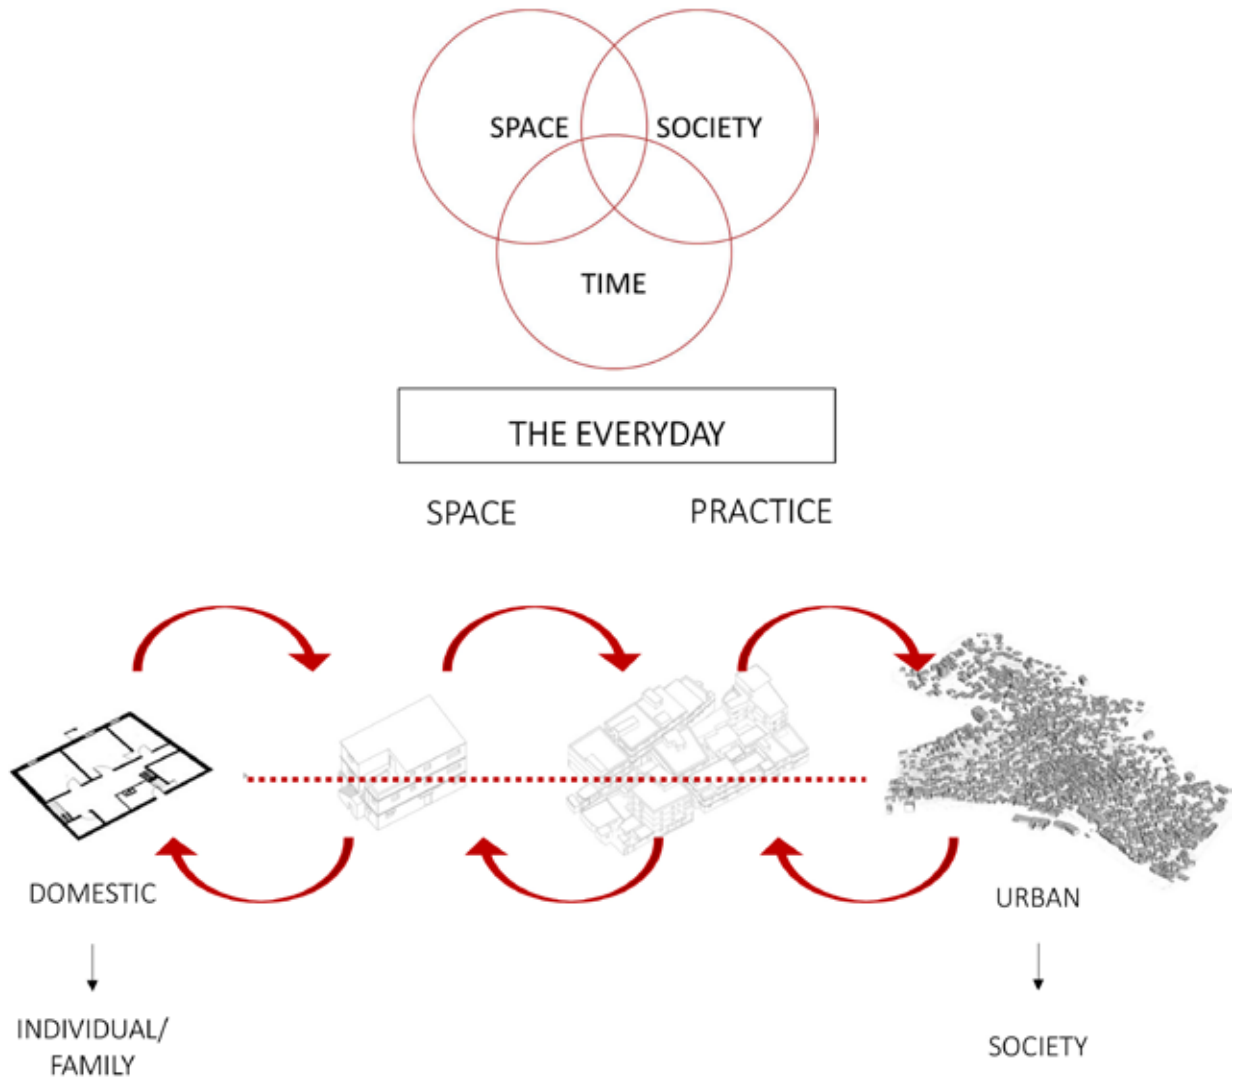 SPACE
SOCIETY
TIME
THE EVERYDAY
SPACE
PRACTICE
DOMESTIC
URBAN
INDIVIDUAL/
FAMILY
SOCIETY